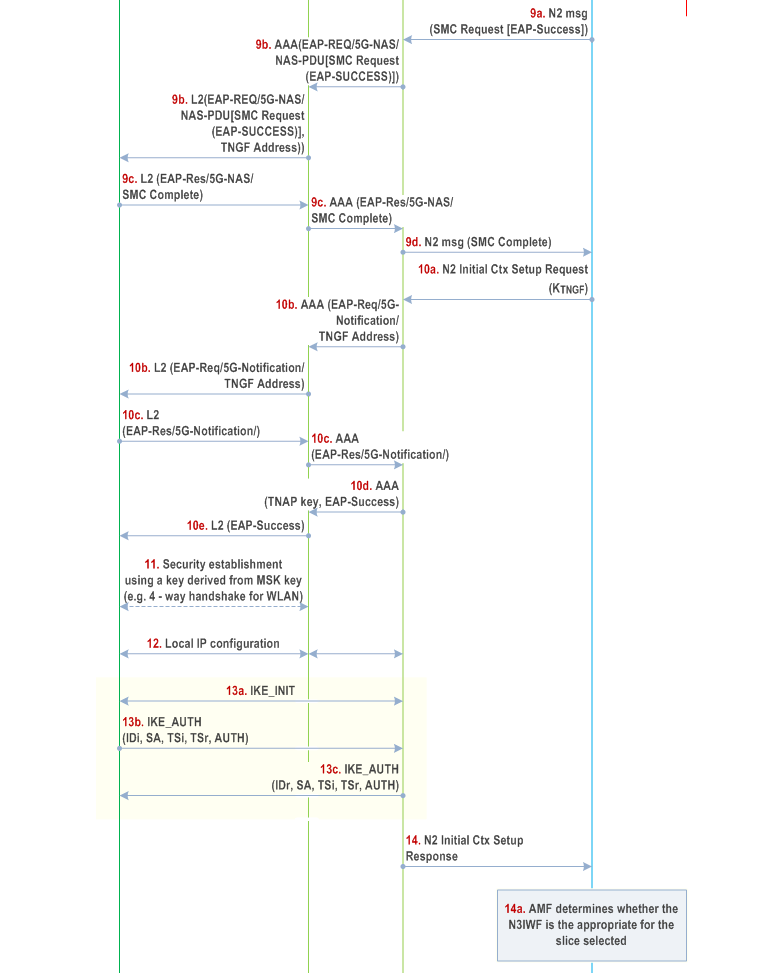 9a. N2 msg
(SMC Request [EAP-Success])
9b. AAA(EAP-REQ/5G-NAS/
NAS-PDU[SMC Request
(EAP-SUCCESS)])
9b. L2(EAP-REQ/5G-NAS/
NAS-PDU[SMC Request
(EAP-SUCCESS)],
TNGF Address))
9c. L2 (EAP-Res/5G-NAS/
SMC Complete)
9c. AAA (EAP-Res/5G-NAS/
SMC Complete)
9d. N2 msg (SMC Complete)
10a. N2 Initial Ctx Setup Request
(KTNGF)
10b. AAA (EAP-Req/5G-
Notification/
TNGF Address)
10b. L2 (EAP-Req/5G-Notification/
TNGF Address)
10c. L2
(EAP-Res/5G-Notification/)
10c. AAA
(EAP-Res/5G-Notification/)
10d. AAA
(TNAP key, EAP-Success)
10e. L2 (EAP-Success)
11. Security establishment
using a key derived from MSK key
(e.g. 4 - way handshake for WLAN)
12. Local IP configuration
13a. IKE_INIT
13b. IKE_AUTH
(IDi, SA, TSi, TSr, AUTH)
13c. IKE_AUTH
(IDr, SA, TSi, TSr, AUTH)
14. N2 Initial Ctx Setup
Response
14a. AMF determines whether the
N3IWF is the appropriate for the
slice selected